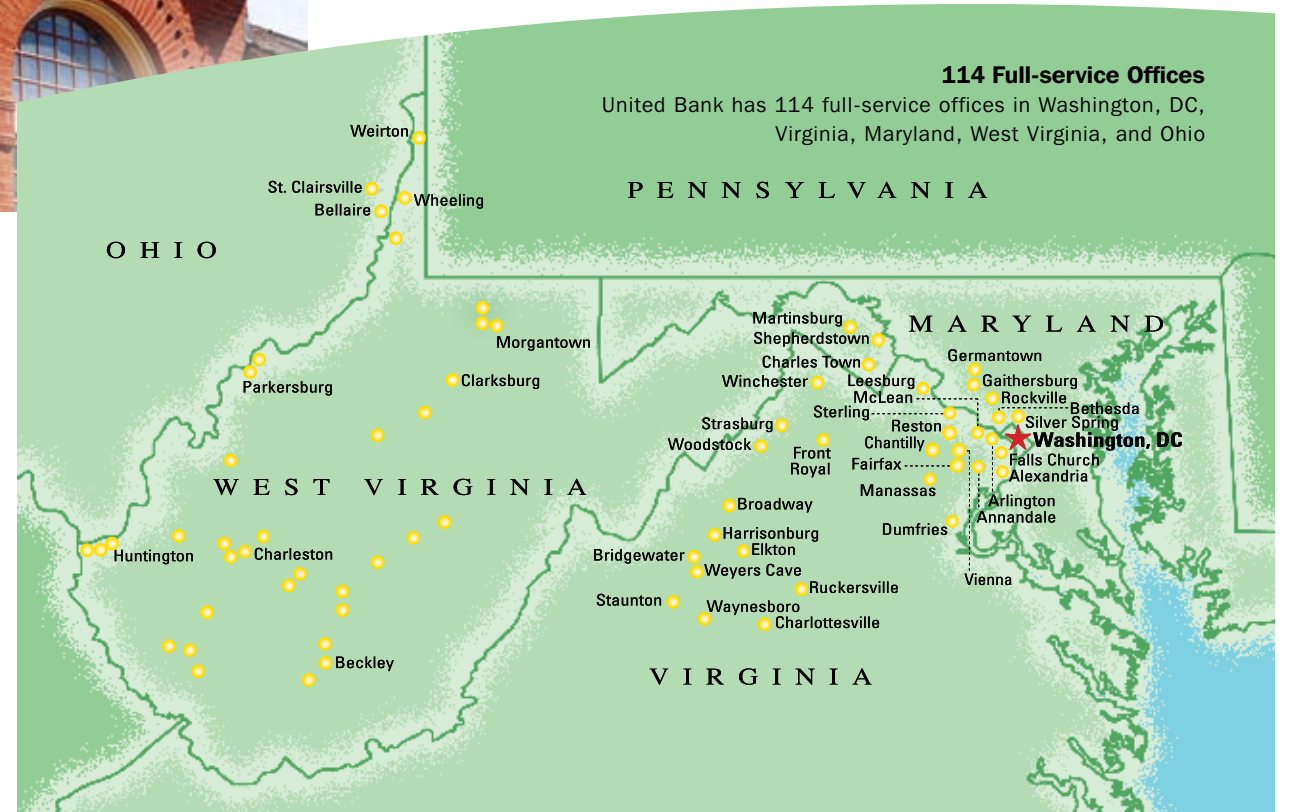 114 Full-service Offices
United Bank has 114 full-service offices in Washington, DC,
Virginia, Maryland, West Virginia, and Ohio
PENNSYLVANIA
OHIO
Weirton
St. Clairsville
Wheeling
Bellaire
Morgantown
Parkersburg
Clarksburg
WEST VIRGINIA
Huntington
Charleston
Beckley
MARYLAND
Martinsburg
Shepherdstown
Charles Town
Winchester
Germantown
Gaithersburg
Leesburg
McLean
Rockville
Bethesda
Sterling
Silver Spring
Reston
Washington, DC
Chantilly
Strasburg
Woodstock
Front
Royal
Fairfax
Falls Church
Alexandria
Manassas
Arlington
Annandale
Dumfries
Vienna
Broadway
Harrisonburg
Elkton
Bridgewater
Weyers Cave
Ruckersville
Staunton
Waynesboro
Charlottesville
VIRGINIA